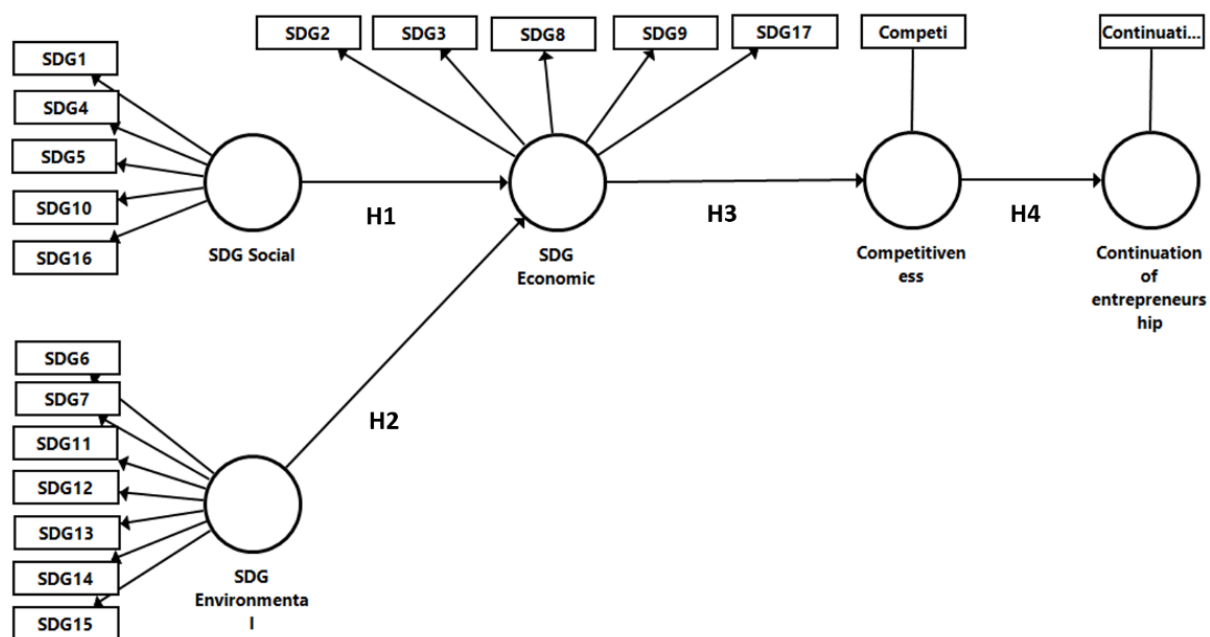 SDG2
SDG3
SDG8
SDG9
SDG17
Competi
Continuati...
SDG1
SDG4
SDG5
SDG10
SDG16
SDG Social
H1
SDG
Economic
H3
Competitiven
ess
H4
Continuation
of
entrepreneurs
hip
SDG6
SDG7
SDG11
SDG12
SDG13
SDG14
SDG15
SDG
Environmenta
l
H2